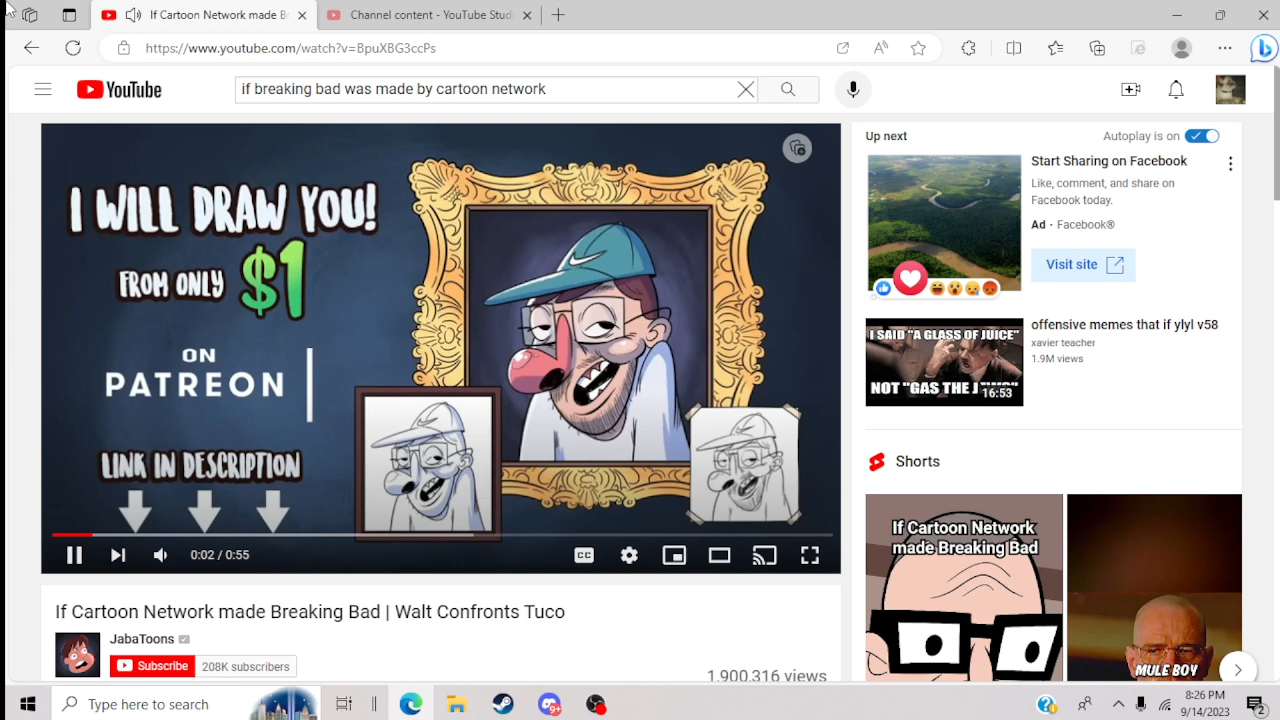 If Cartoon Network made B
Channel content - YouTube Stud
https://www.youtube.com/watch?v=BpuXBG3ccPs
YouTube
if breaking bad was made by cartoon network
I WILL DRAW YOU!
FROM ONLY $1
ON
PATREON
LINK IN DESCRIPTION
0:02 / 0:55
CC
If Cartoon Network made Breaking Bad | Walt Confronts Tuco
JabaToons
Subscribe
208K subscribers
1,900,316 views
Up next
Autoplay is on
Start Sharing on Facebook
Like, comment, and share on
Facebook today.
Ad · Facebook®
Visit site
I SAID "A GLASS OF JUICE"
NOT "GAS THE
16:53
offensive memes that if ylyl v58
xavier teacher
1.9M views
Shorts
If Cartoon Network
made Breaking Bad
MULE BOY
Type here to search
8:26 PM
9/14/2023
2